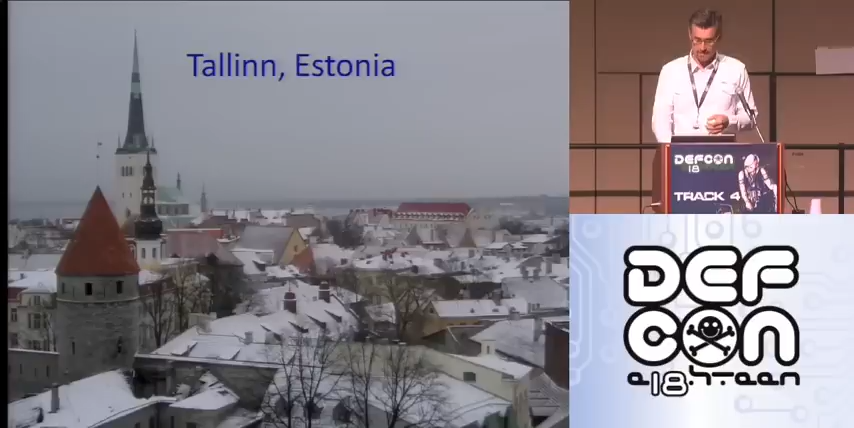 Tallinn, Estonia
DEFCON
18
TRACK 4
DEF
CON
e18hteen